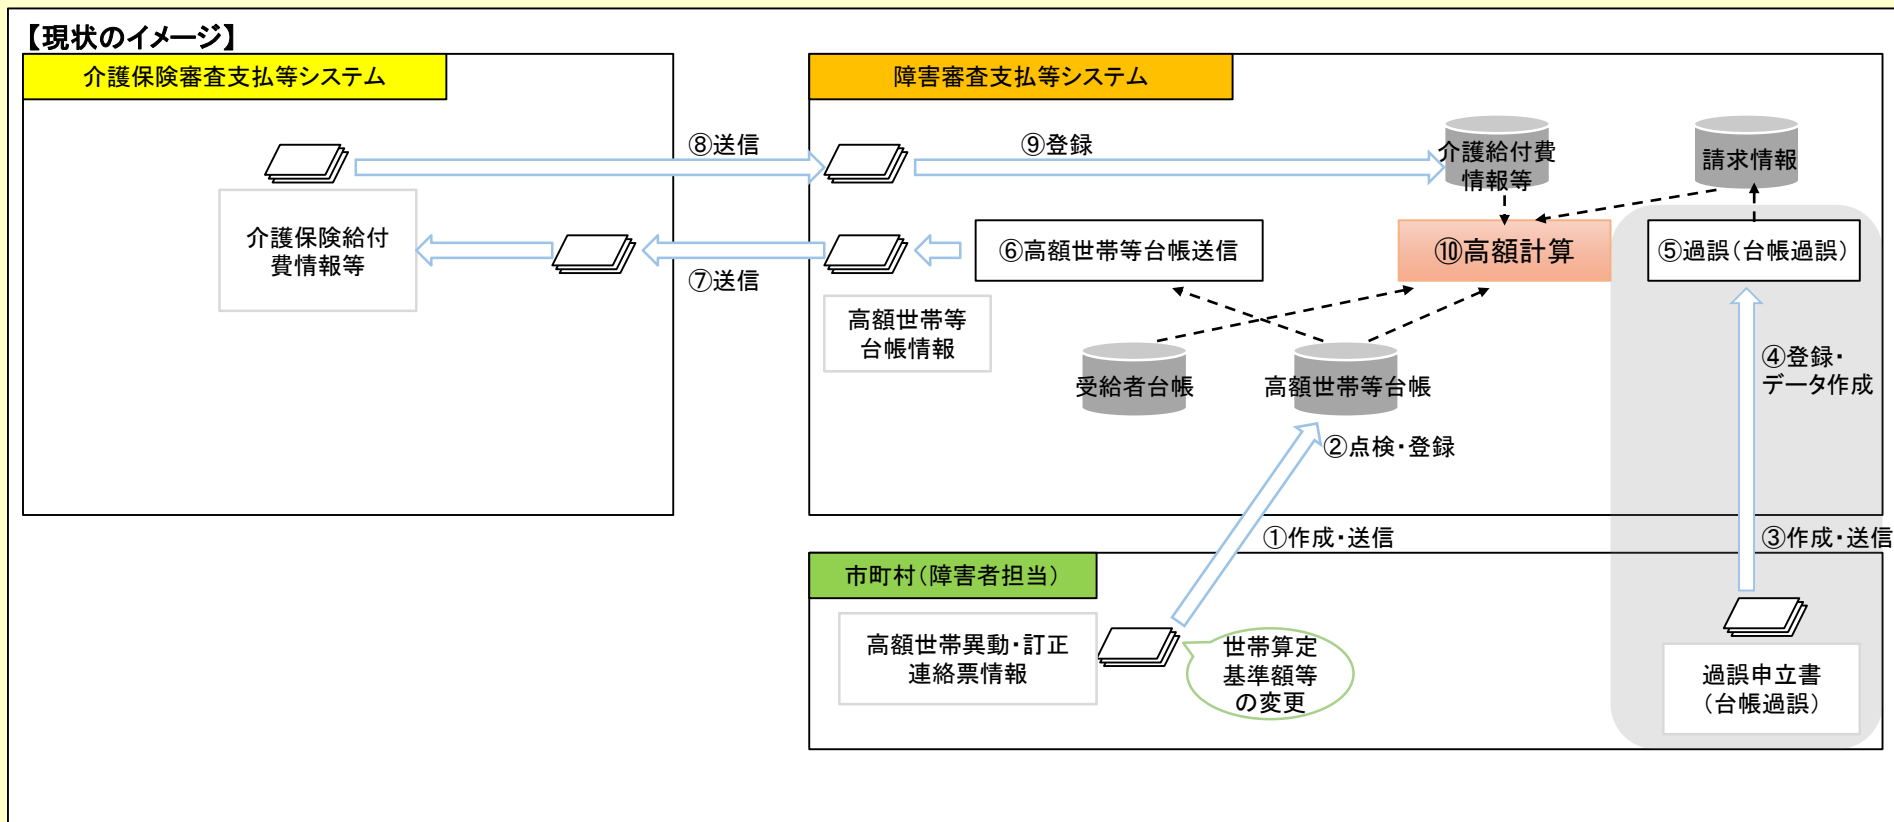 【現状のイメージ】
介護保険審査支払等システム
障害審査支払等システム
⑧送信
⑨登録
介護給付費
情報等
請求情報
介護保険給付
費情報等
⑦送信
⑥高額世帯等台帳送信
⑩高額計算
⑤過誤（台帳過誤）
高額世帯等
台帳情報
受給者台帳
高額世帯等台帳
④登録・
データ作成
②点検・登録
①作成・送信
③作成・送信
市町村（障害者担当）
高額世帯異動・訂正
連絡票情報
世帯算定
基準額等
の変更
過誤申立書
（台帳過誤）